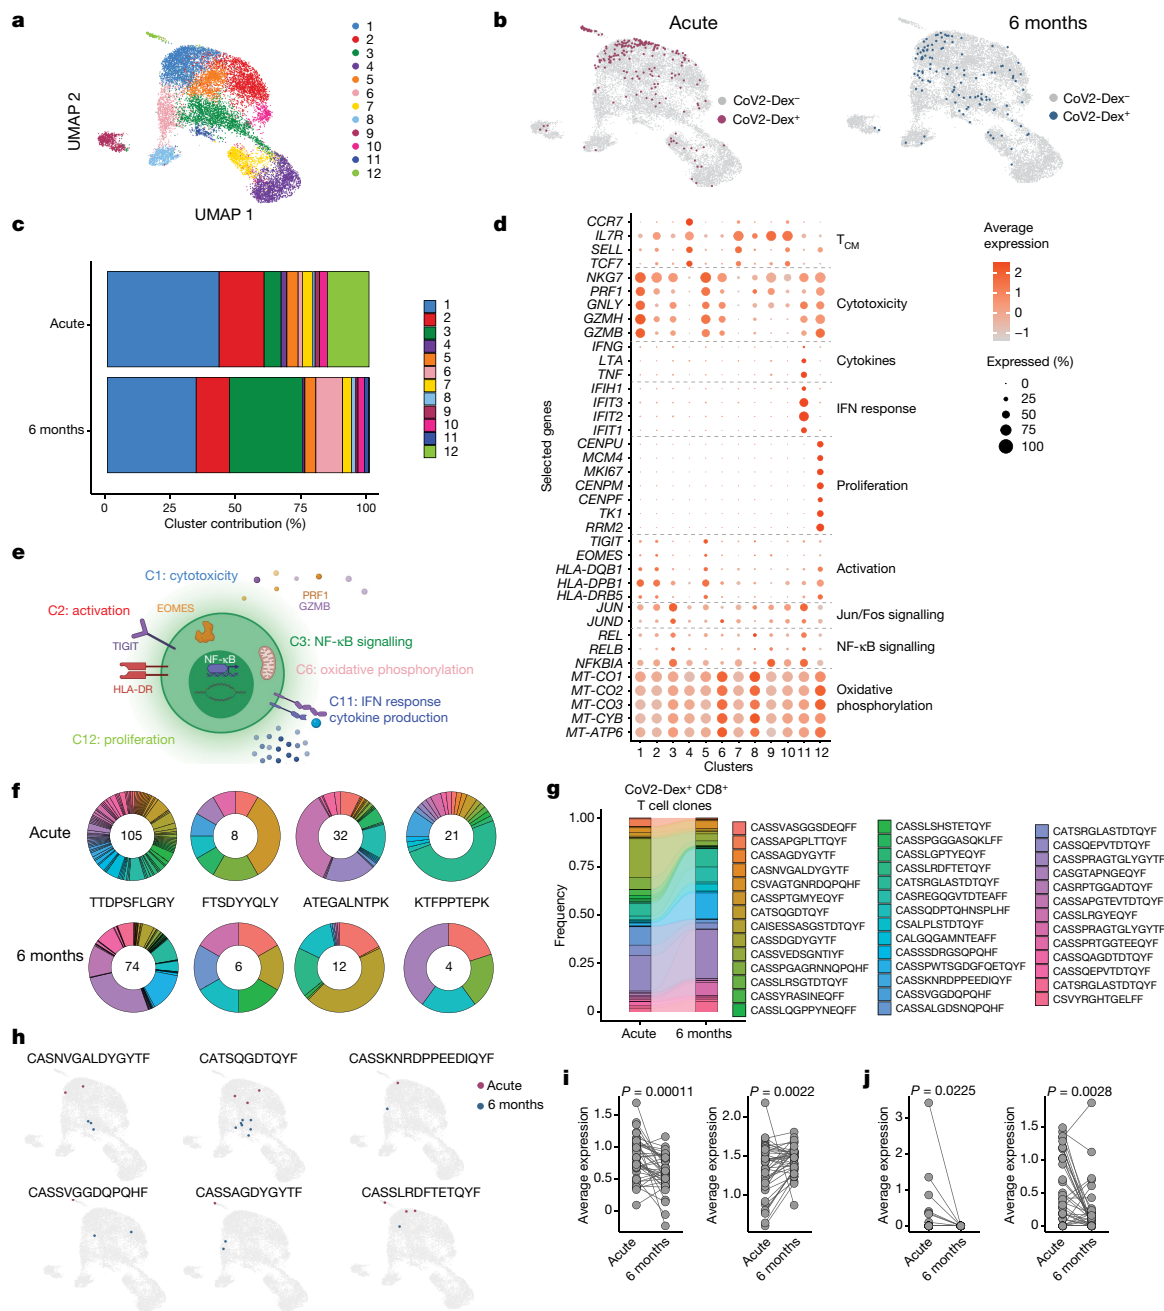 a
UMAP 2
UMAP 1
1
2
3
4
5
6
7
8
9
10
11
12
b
Acute
CoV2-Dex⁻
CoV2-Dex⁺
6 months
CoV2-Dex⁻
CoV2-Dex⁺
c
Acute
6 months
0
25
50
75
100
Cluster contribution (%)
1
2
3
4
5
6
7
8
9
10
11
12
d
Selected genes
CCR7
IL7R
SELL
TCF7
NKG7
PRF1
GNLY
GZMH
GZMB
IFNG
LTA
TNF
IFIH1
IFIT3
IFIT2
IFIT1
CENPU
MCM4
MKI67
CENPM
CENPF
TK1
RRM2
TIGIT
EOMES
HLA-DQB1
HLA-DPB1
HLA-DRB5
JUN
JUND
REL
RELB
NFKBIA
MT-CO1
MT-CO2
MT-CO3
MT-CYB
MT-ATP6
1 2 3 4 5 6 7 8 9 10 11 12
Clusters
T_CM
Cytotoxicity
Cytokines
IFN response
Proliferation
Activation
Jun/Fos signalling
NF-κB signalling
Oxidative
phosphorylation
Average
expression
2
1
0
−1
Expressed (%)
0
25
50
75
100
e
C1: cytotoxicity
PRF1
GZMB
C2: activation
EOMES
TIGIT
C3: NF-κB signalling
NF-κB
C6: oxidative phosphorylation
HLA-DR
C11: IFN response
cytokine production
C12: proliferation
f
Acute
105
8
32
21
TTDPSFLGRY
FTSDYYQLY
ATEGALNTPK
KTFPPTEPK
6 months
74
6
12
4
g
CoV2-Dex⁺ CD8⁺
T cell clones
Frequency
1.00
0.75
0.50
0.25
0
Acute
6 months
CASSVASGGSDEQFF
CASSAPGPLTTQYF
CASSAGDYGYTF
CASNVGALDYGYTF
CSVAGTGNRDQPQHF
CASSPTGMYEQYF
CATSQGDTQYF
CAISESSASGSTDTQYF
CASSDGDYGYTF
CASSVEDSGNTIYF
CASSPGAGRNNQPQHF
CASSLRSGTDTQYF
CASSYRASINEQFF
CASSLQGPPYNEQFF
CASSLSHSTETQYF
CASSPGGGASQKLFF
CASSLGPTYEQYF
CASSLRDFTETQYF
CATSRGLASTDTQYF
CASREGQGVTDTEAFF
CASSQDPTQHNSPLHF
CSALPLSTDTQYF
CALGQGAMNTEAFF
CASSSDRGSQPQHF
CASSPWTSGDGFQETQYF
CASSKNRDPPEEDIQYF
CASSVGGDQPQHF
CASSALGDSNQPQHF
CATSRGLASTDTQYF
CASSQEPVTDTQYF
CASSPRAGTLGYGYTF
CASGTAPNGEQYF
CASRPTGGADTQYF
CASSAPGTEVTDTQYF
CASSLRGYEQYF
CASSPRAGTLGYGYTF
CASSPRTGGTEEQYF
CASSQAGTDTQYF
CASSQEPVTDTQYF
CATSRGLASTDTQYF
CSVYRGHTGELFF
h
CASNVGALDYGYTF
CATSQGDTQYF
CASSKNRDPPEEDIQYF
Acute
6 months
CASSVGGDQPQHF
CASSAGDYGYTF
CASSLRDFTETQYF
i
P = 0.00011
Average expression
1.5
1.0
0.5
0
Acute
6 months
P = 0.0022
Average expression
2.0
1.5
1.0
Acute
6 months
j
P = 0.0225
Average expression
3
2
1
0
Acute
6 months
P = 0.0028
Average expression
2.0
1.5
1.0
0.5
0
Acute
6 months